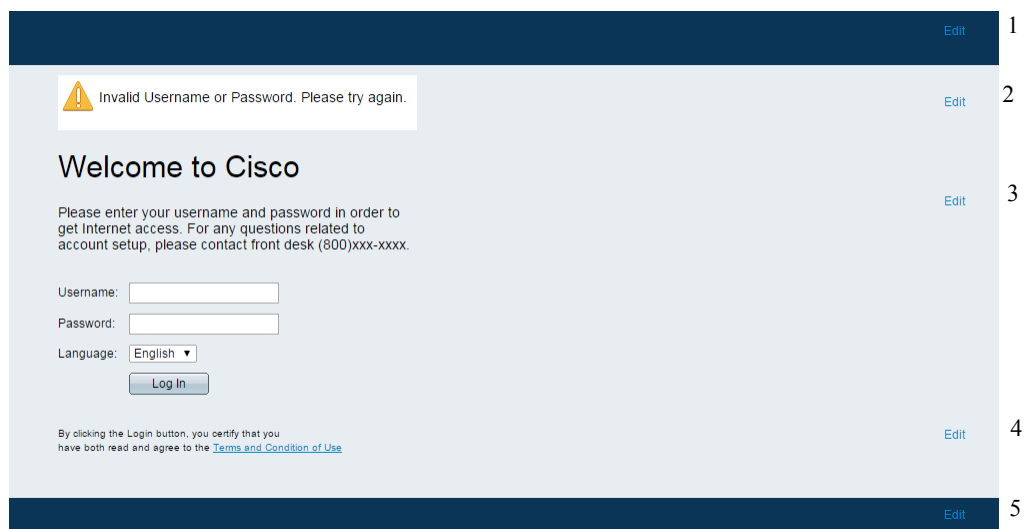 Edit 1
Invalid Username or Password. Please try again.
Edit 2
Welcome to Cisco
Edit 3
Please enter your username and password in order to
get Internet access. For any questions related to
account setup, please contact front desk (800)xxx-xxxx.
Username:
Password:
Language: English
Log In
By clicking the Login button, you certify that you
have both read and agree to the Terms and Condition of Use
Edit 4
Edit 5